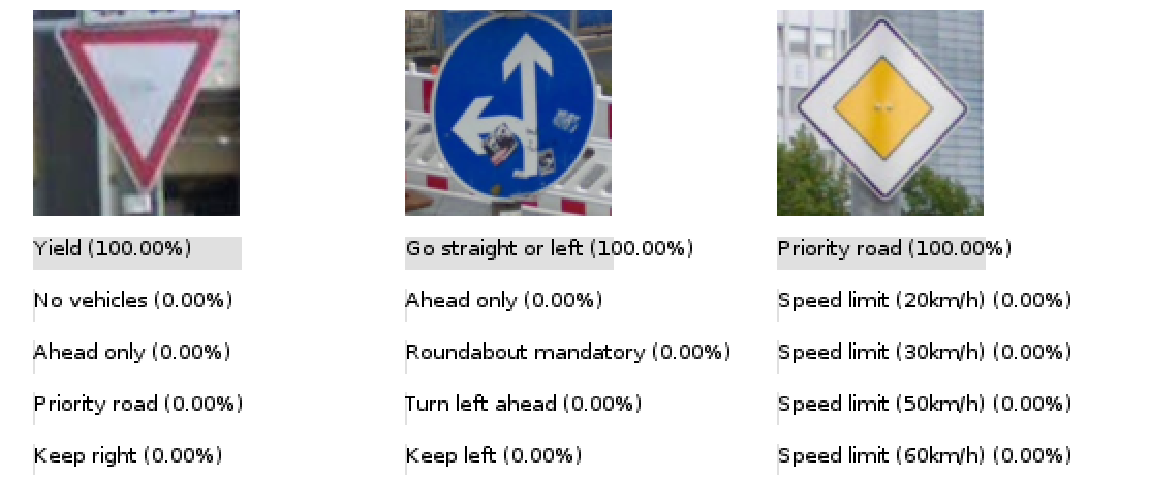 Yield (100.00%)
No vehicles (0.00%)
Ahead only (0.00%)
Priority road (0.00%)
Keep right (0.00%)
Go straight or left (100.00%)
Ahead only (0.00%)
Roundabout mandatory (0.00%)
Turn left ahead (0.00%)
Keep left (0.00%)
Priority road (100.00%)
Speed limit (20km/h) (0.00%)
Speed limit (30km/h) (0.00%)
Speed limit (50km/h) (0.00%)
Speed limit (60km/h) (0.00%)